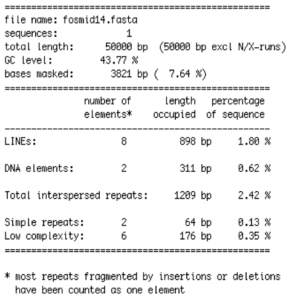 ==================================================
file name: fosmid14.fasta
sequences: 1
total length: 50000 bp (50000 bp excl N/X-runs)
GC level: 43.77 %
bases masked: 3821 bp ( 7.64 %)
==================================================
number of length percentage
elements* occupied of sequence
--------------------------------------------------
LINEs: 8 898 bp 1.80 %
DNA elements: 2 311 bp 0.62 %
Total interspersed repeats: 1209 bp 2.42 %
Simple repeats: 2 64 bp 0.13 %
Low complexity: 6 176 bp 0.35 %
==================================================
* most repeats fragmented by insertions or deletions
have been counted as one element